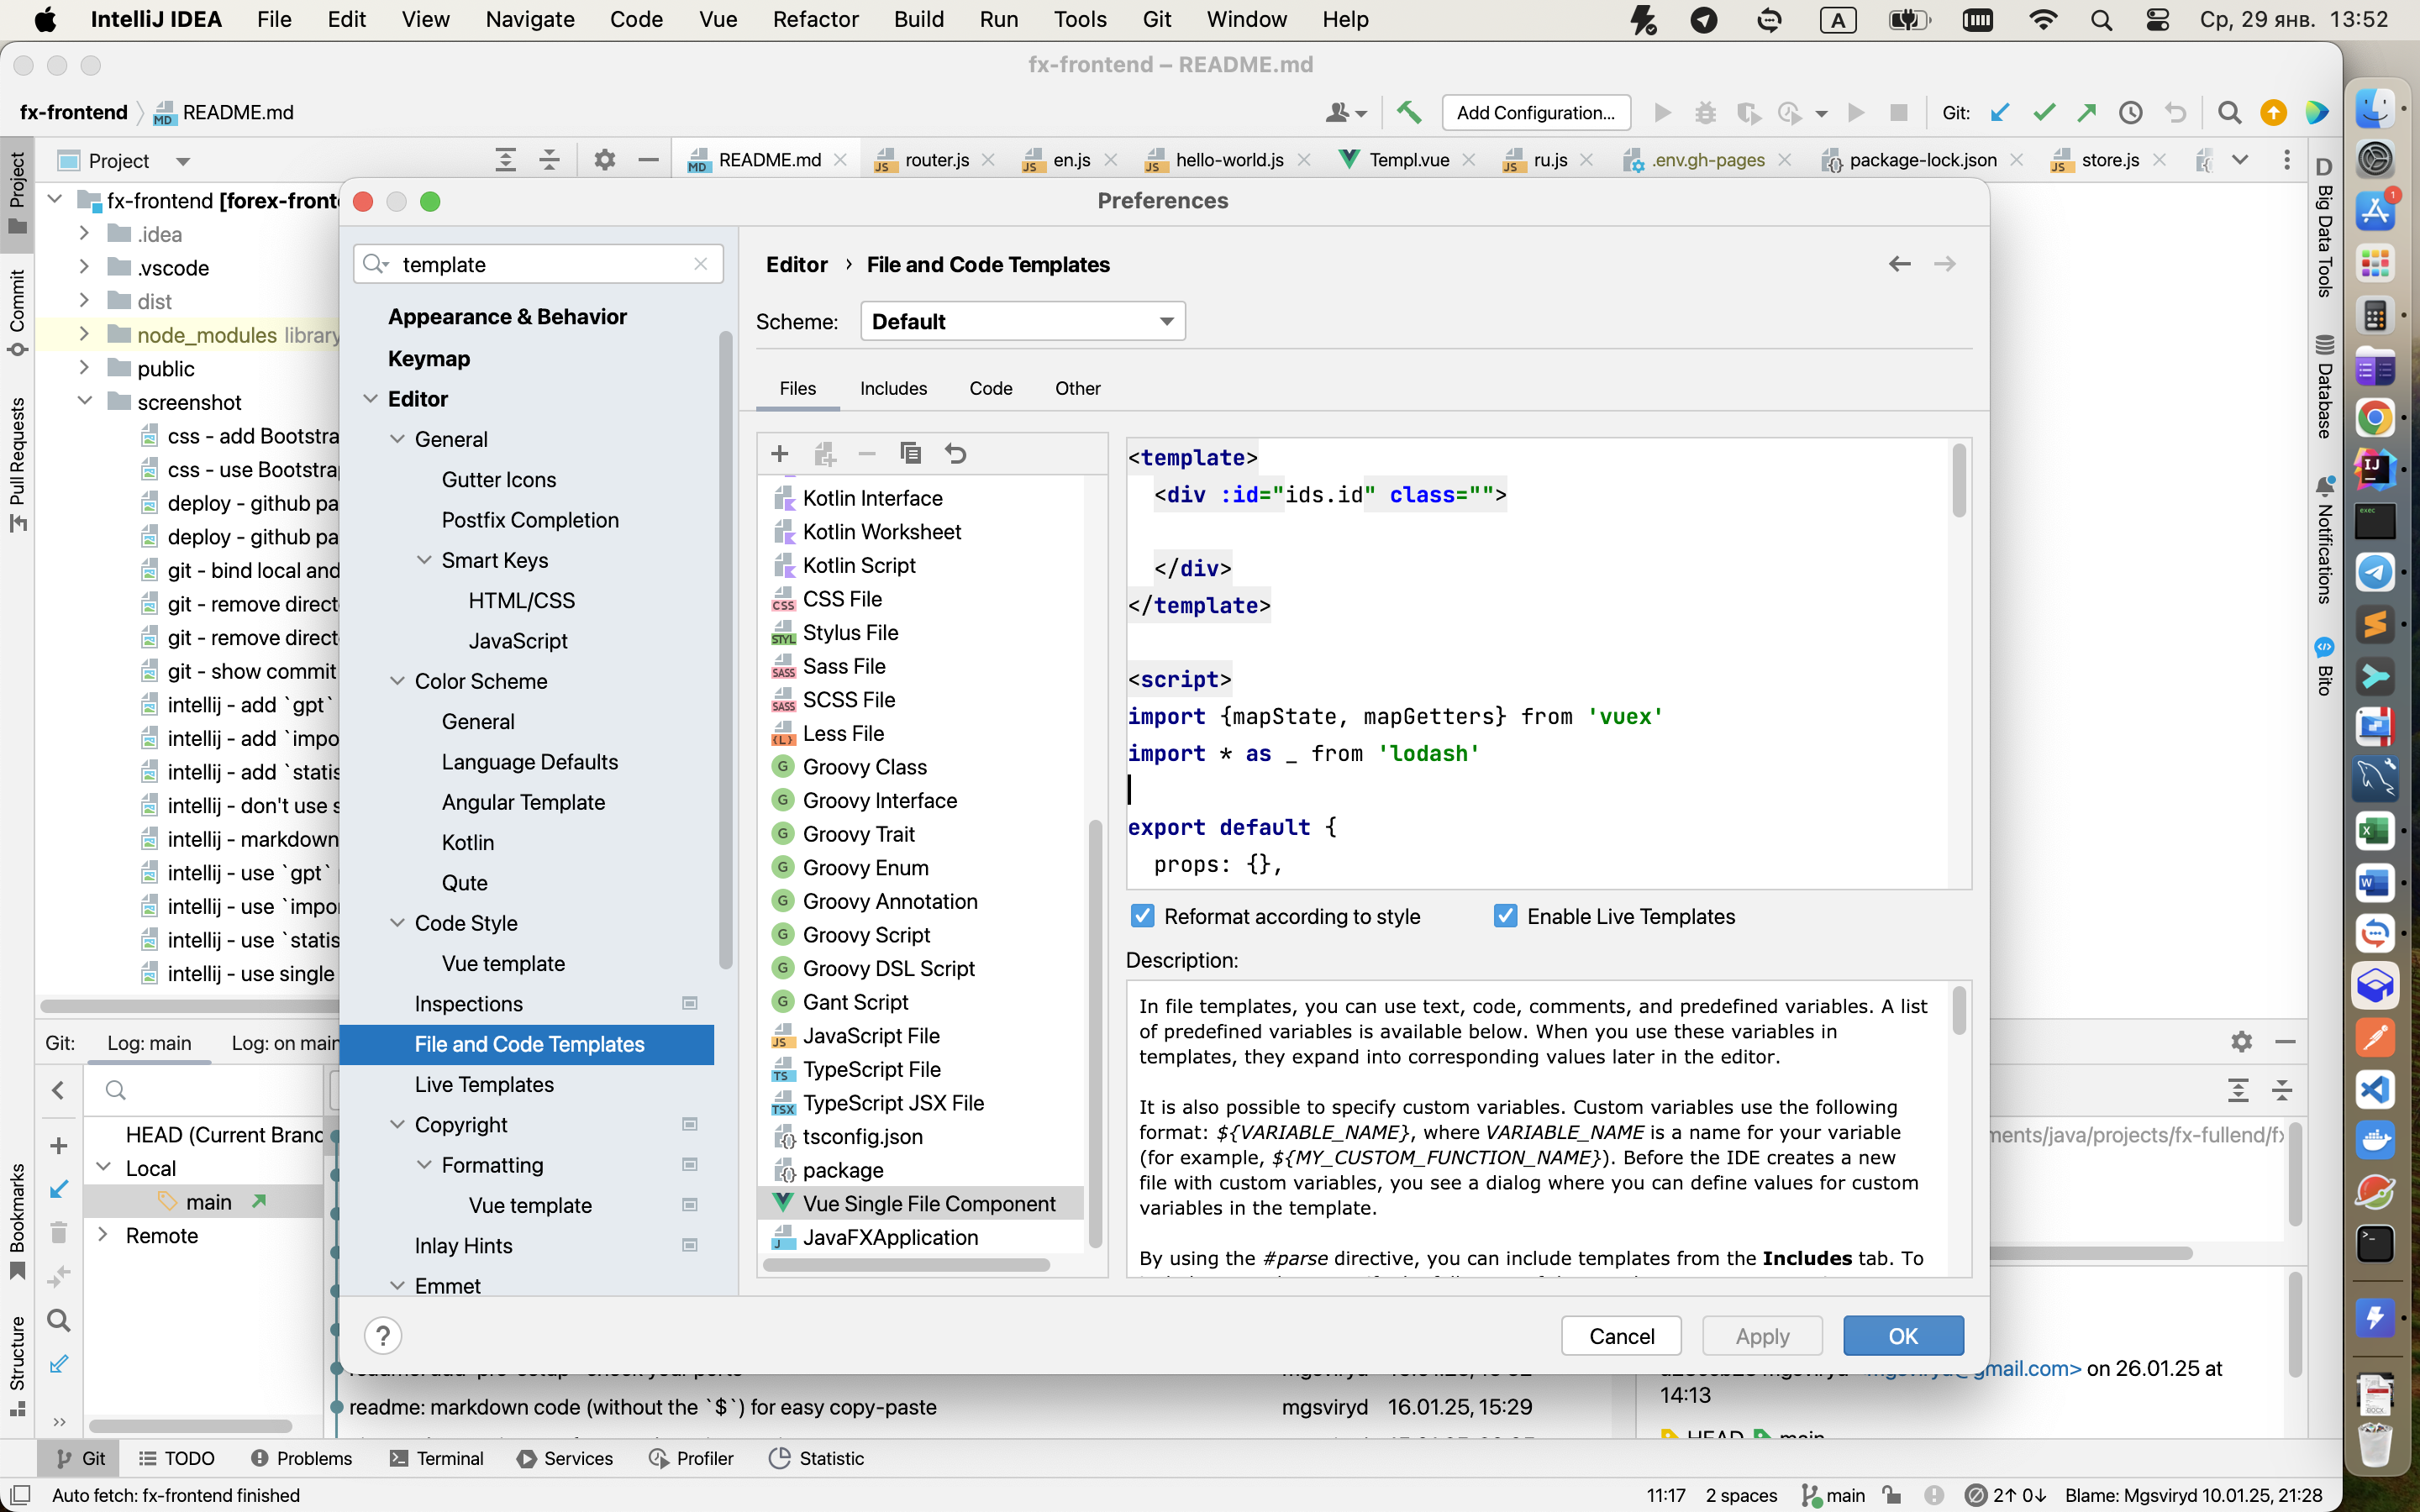 IntelliJ IDEA File Edit View Navigate Code Vue Refactor Build Run Tools Git Window Help A Ср, 29 янв. 13:52
fx-frontend – README.md
fx-frontend README.md Add Configuration... Git:
Project
README.md router.js en.js hello-world.js Templ.vue ru.js .env.gh-pages package-lock.json store.js
Project
Commit
Pull Requests
Bookmarks
Structure
fx-frontend [forex-front
.idea
.vscode
dist
node_modules library
public
screenshot
css - add Bootstra
css - use Bootstra
deploy - github pa
deploy - github pa
git - bind local and
git - remove direct
git - remove direct
git - show commit
intellij - add `gpt`
intellij - add `impo
intellij - add `statis
intellij - don't use s
intellij - markdown
intellij - use `gpt`
intellij - use `impor
intellij - use `statis
intellij - use single
Preferences
template
Appearance & Behavior
Keymap
Editor
General
Gutter Icons
Postfix Completion
Smart Keys
HTML/CSS
JavaScript
Color Scheme
General
Language Defaults
Angular Template
Kotlin
Qute
Code Style
Vue template
Inspections
File and Code Templates
Live Templates
Copyright
Formatting
Vue template
Inlay Hints
Emmet
Editor › File and Code Templates
Scheme: Default
Files Includes Code Other
Kotlin Interface
Kotlin Worksheet
Kotlin Script
CSS File
Stylus File
Sass File
SCSS File
Less File
Groovy Class
Groovy Interface
Groovy Trait
Groovy Enum
Groovy Annotation
Groovy Script
Groovy DSL Script
Gant Script
JavaScript File
TypeScript File
TypeScript JSX File
tsconfig.json
package
Vue Single File Component
JavaFXApplication
<template>
<div :id="ids.id" class="">
</div>
</template>
<script>
import {mapState, mapGetters} from 'vuex'
import * as _ from 'lodash'
export default {
props: {},
Reformat according to style Enable Live Templates
Description:
In file templates, you can use text, code, comments, and predefined variables. A list
of predefined variables is available below. When you use these variables in
templates, they expand into corresponding values later in the editor.
It is also possible to specify custom variables. Custom variables use the following
format: ${VARIABLE_NAME}, where VARIABLE_NAME is a name for your variable
(for example, ${MY_CUSTOM_FUNCTION_NAME}). Before the IDE creates a new
file with custom variables, you see a dialog where you can define values for custom
variables in the template.
By using the #parse directive, you can include templates from the Includes tab. To
? Cancel Apply OK
Big Data Tools
Database
Notifications
Bito
Git: Log: main Log: on main
HEAD (Current Branc
Local
main
Remote
ments/java/projects/fx-fullend/fx
mail.com> on 26.01.25 at
14:13
HEAD main
readme: markdown code (without the `$`) for easy copy-paste mgsviryd 16.01.25, 15:29
Git TODO Problems Terminal Services Profiler Statistic
Auto fetch: fx-frontend finished 11:17 2 spaces main 2↑ 0↓ Blame: Mgsviryd 10.01.25, 21:28